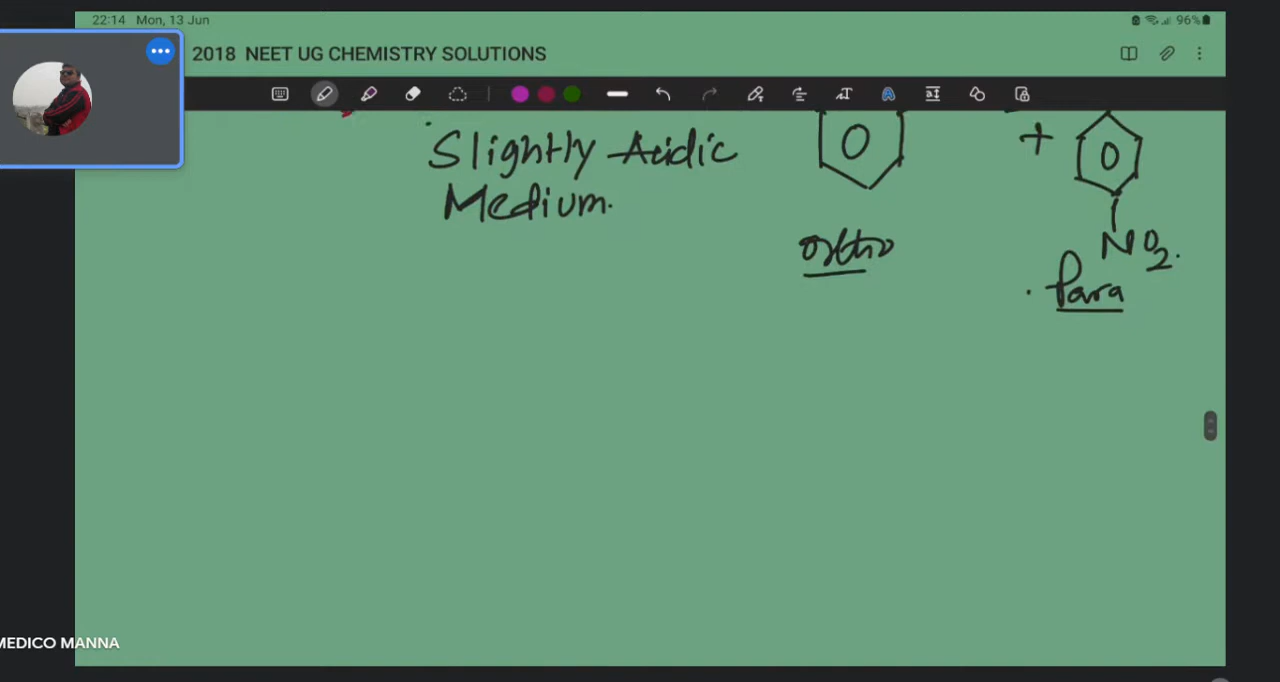 22:14 Mon, 13 Jun
96%
2018 NEET UG CHEMISTRY SOLUTIONS
Slightly Acidic
Medium.
+
NO2.
Ortho
Para
MEDICO MANNA